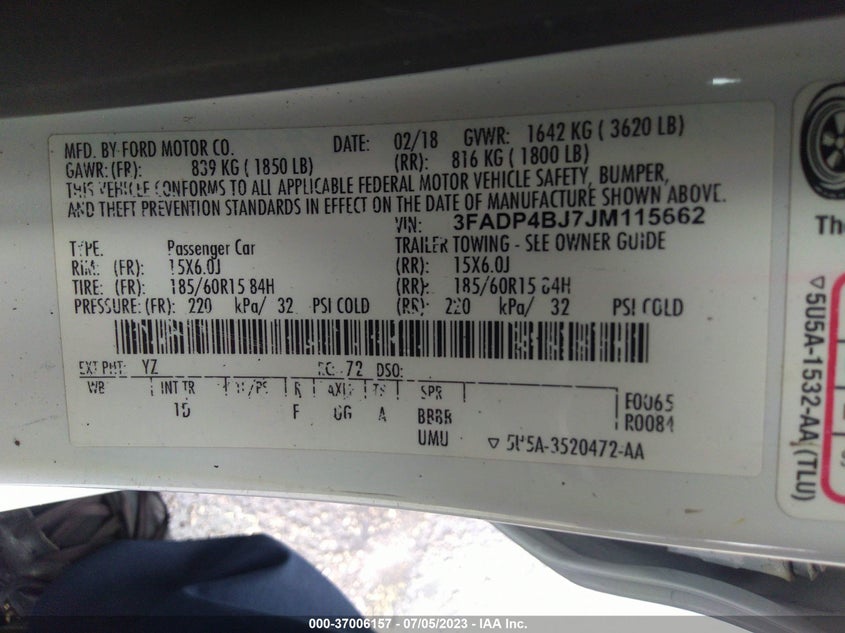 MFD. BY FORD MOTOR CO. DATE: 02/18 GVWR: 1642 KG ( 3620 LB)
GAWR: (FR): 839 KG ( 1850 LB) (RR): 816 KG ( 1800 LB)
THIS VEHICLE CONFORMS TO ALL APPLICABLE FEDERAL MOTOR VEHICLE SAFETY, BUMPER,
AND THEFT PREVENTION STANDARDS IN EFFECT ON THE DATE OF MANUFACTURE SHOWN ABOVE.
VIN: 3FADP4BJ7JM115662
TYPE: Passenger Car TRAILER TOWING - SEE OWNER GUIDE
RIM: (FR): 15X6.0J (RR): 15X6.0J
TIRE: (FR): 185/60R15 84H (RR): 185/60R15 84H
PRESSURE: (FR): 220 kPa/ 32 PSI COLD (RR): 220 kPa/ 32 PSI COLD
EXT PNT: YZ RC: 72 DSO:
WB INT TR TP/PS R AXLE TR SPR
15 F 6G A BBBR
UMU
E0065
R0084
▽ 5U5A-3520472-AA
The
▽ 5U5A-1532-AA (TLU)
000-37006157 - 07/05/2023 - IAA Inc.